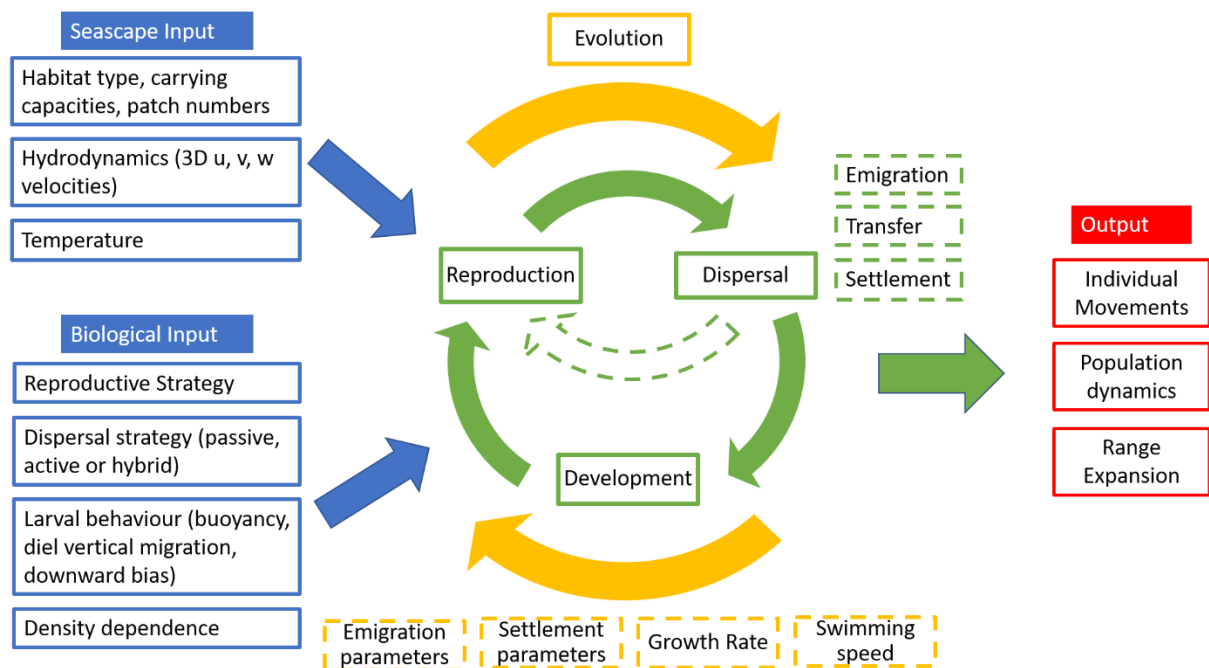 Seascape Input
Habitat type, carrying
capacities, patch numbers
Hydrodynamics (3D u, v, w
velocities)
Temperature
Biological Input
Reproductive Strategy
Dispersal strategy (passive,
active or hybrid)
Larval behaviour (buoyancy,
diel vertical migration,
downward bias)
Density dependence
Evolution
Reproduction
Dispersal
Development
Emigration
Transfer
Settlement
Emigration
parameters
Settlement
parameters
Growth Rate
Swimming
speed
Output
Individual
Movements
Population
dynamics
Range
Expansion